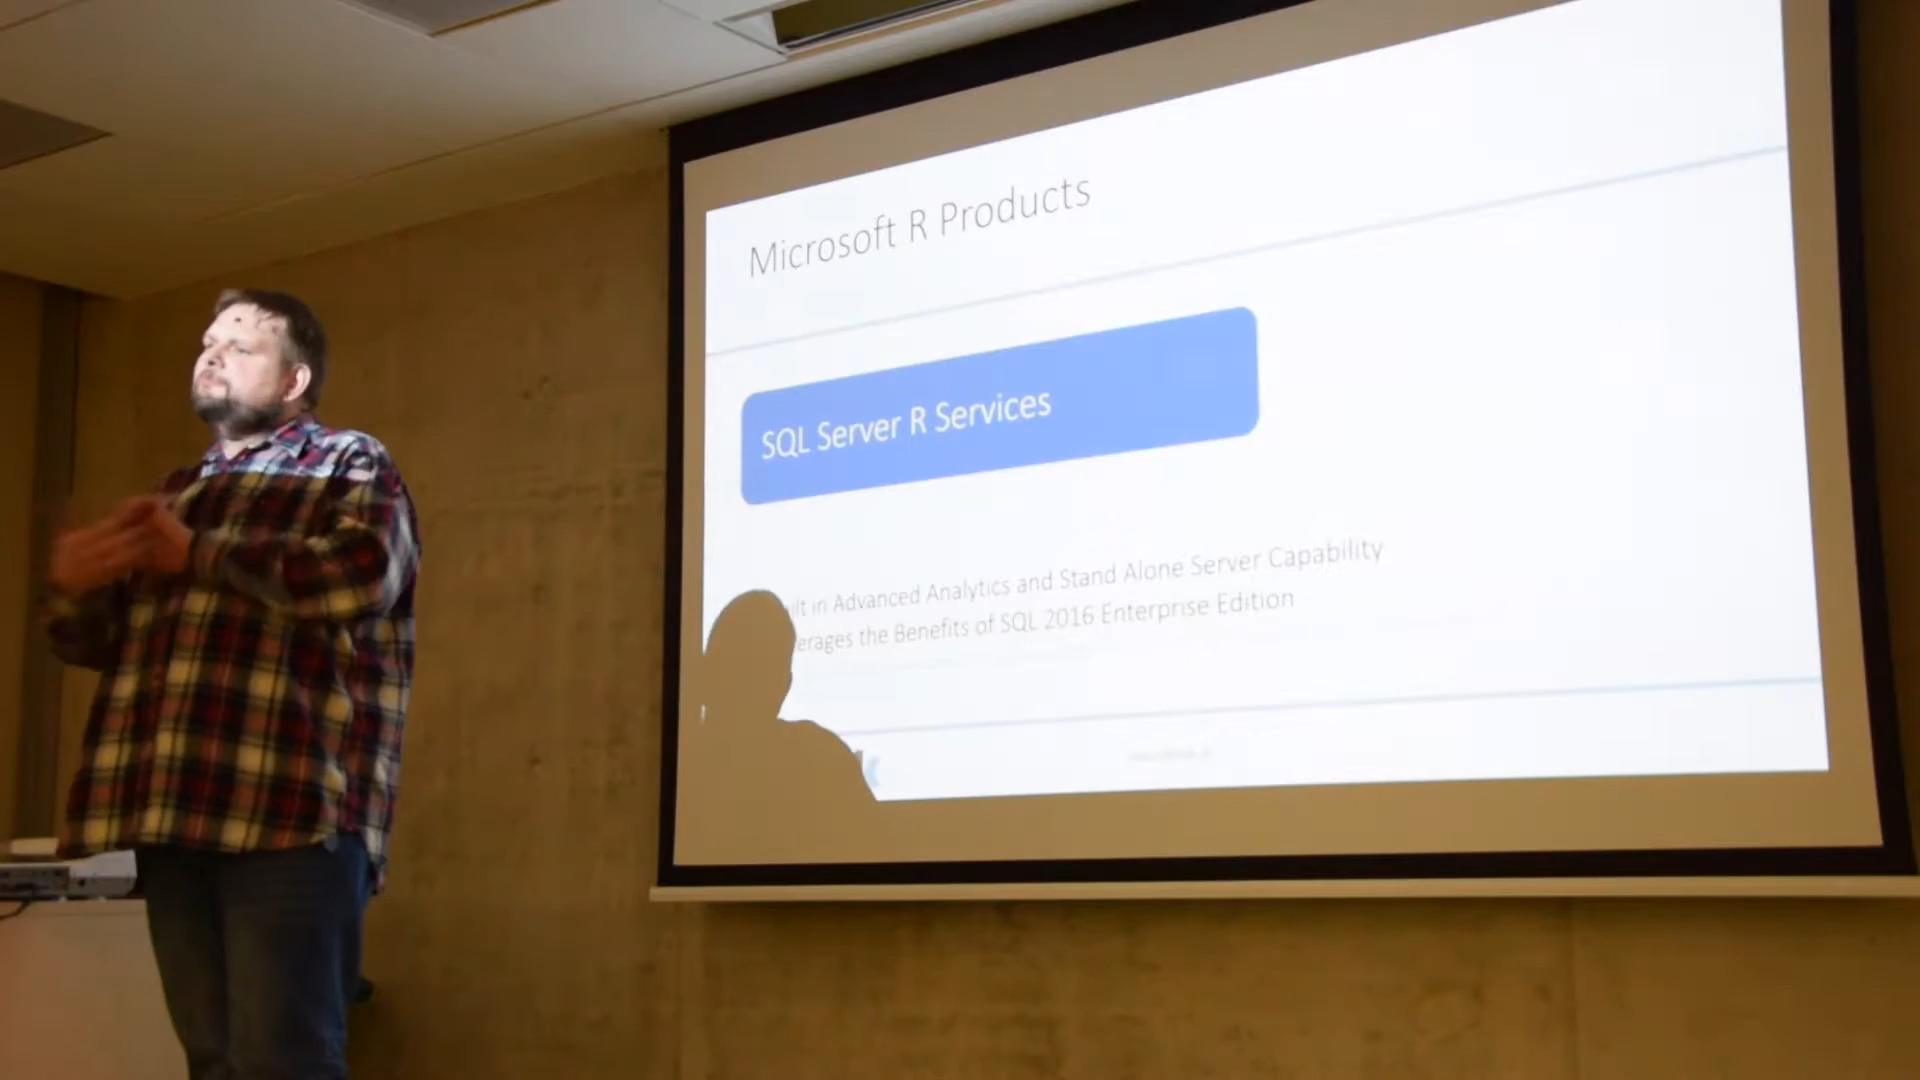 Microsoft R Products
SQL Server R Services
in Advanced Analytics and Stand Alone Server Capability
the Benefits of SQL 2016 Enterprise Edition